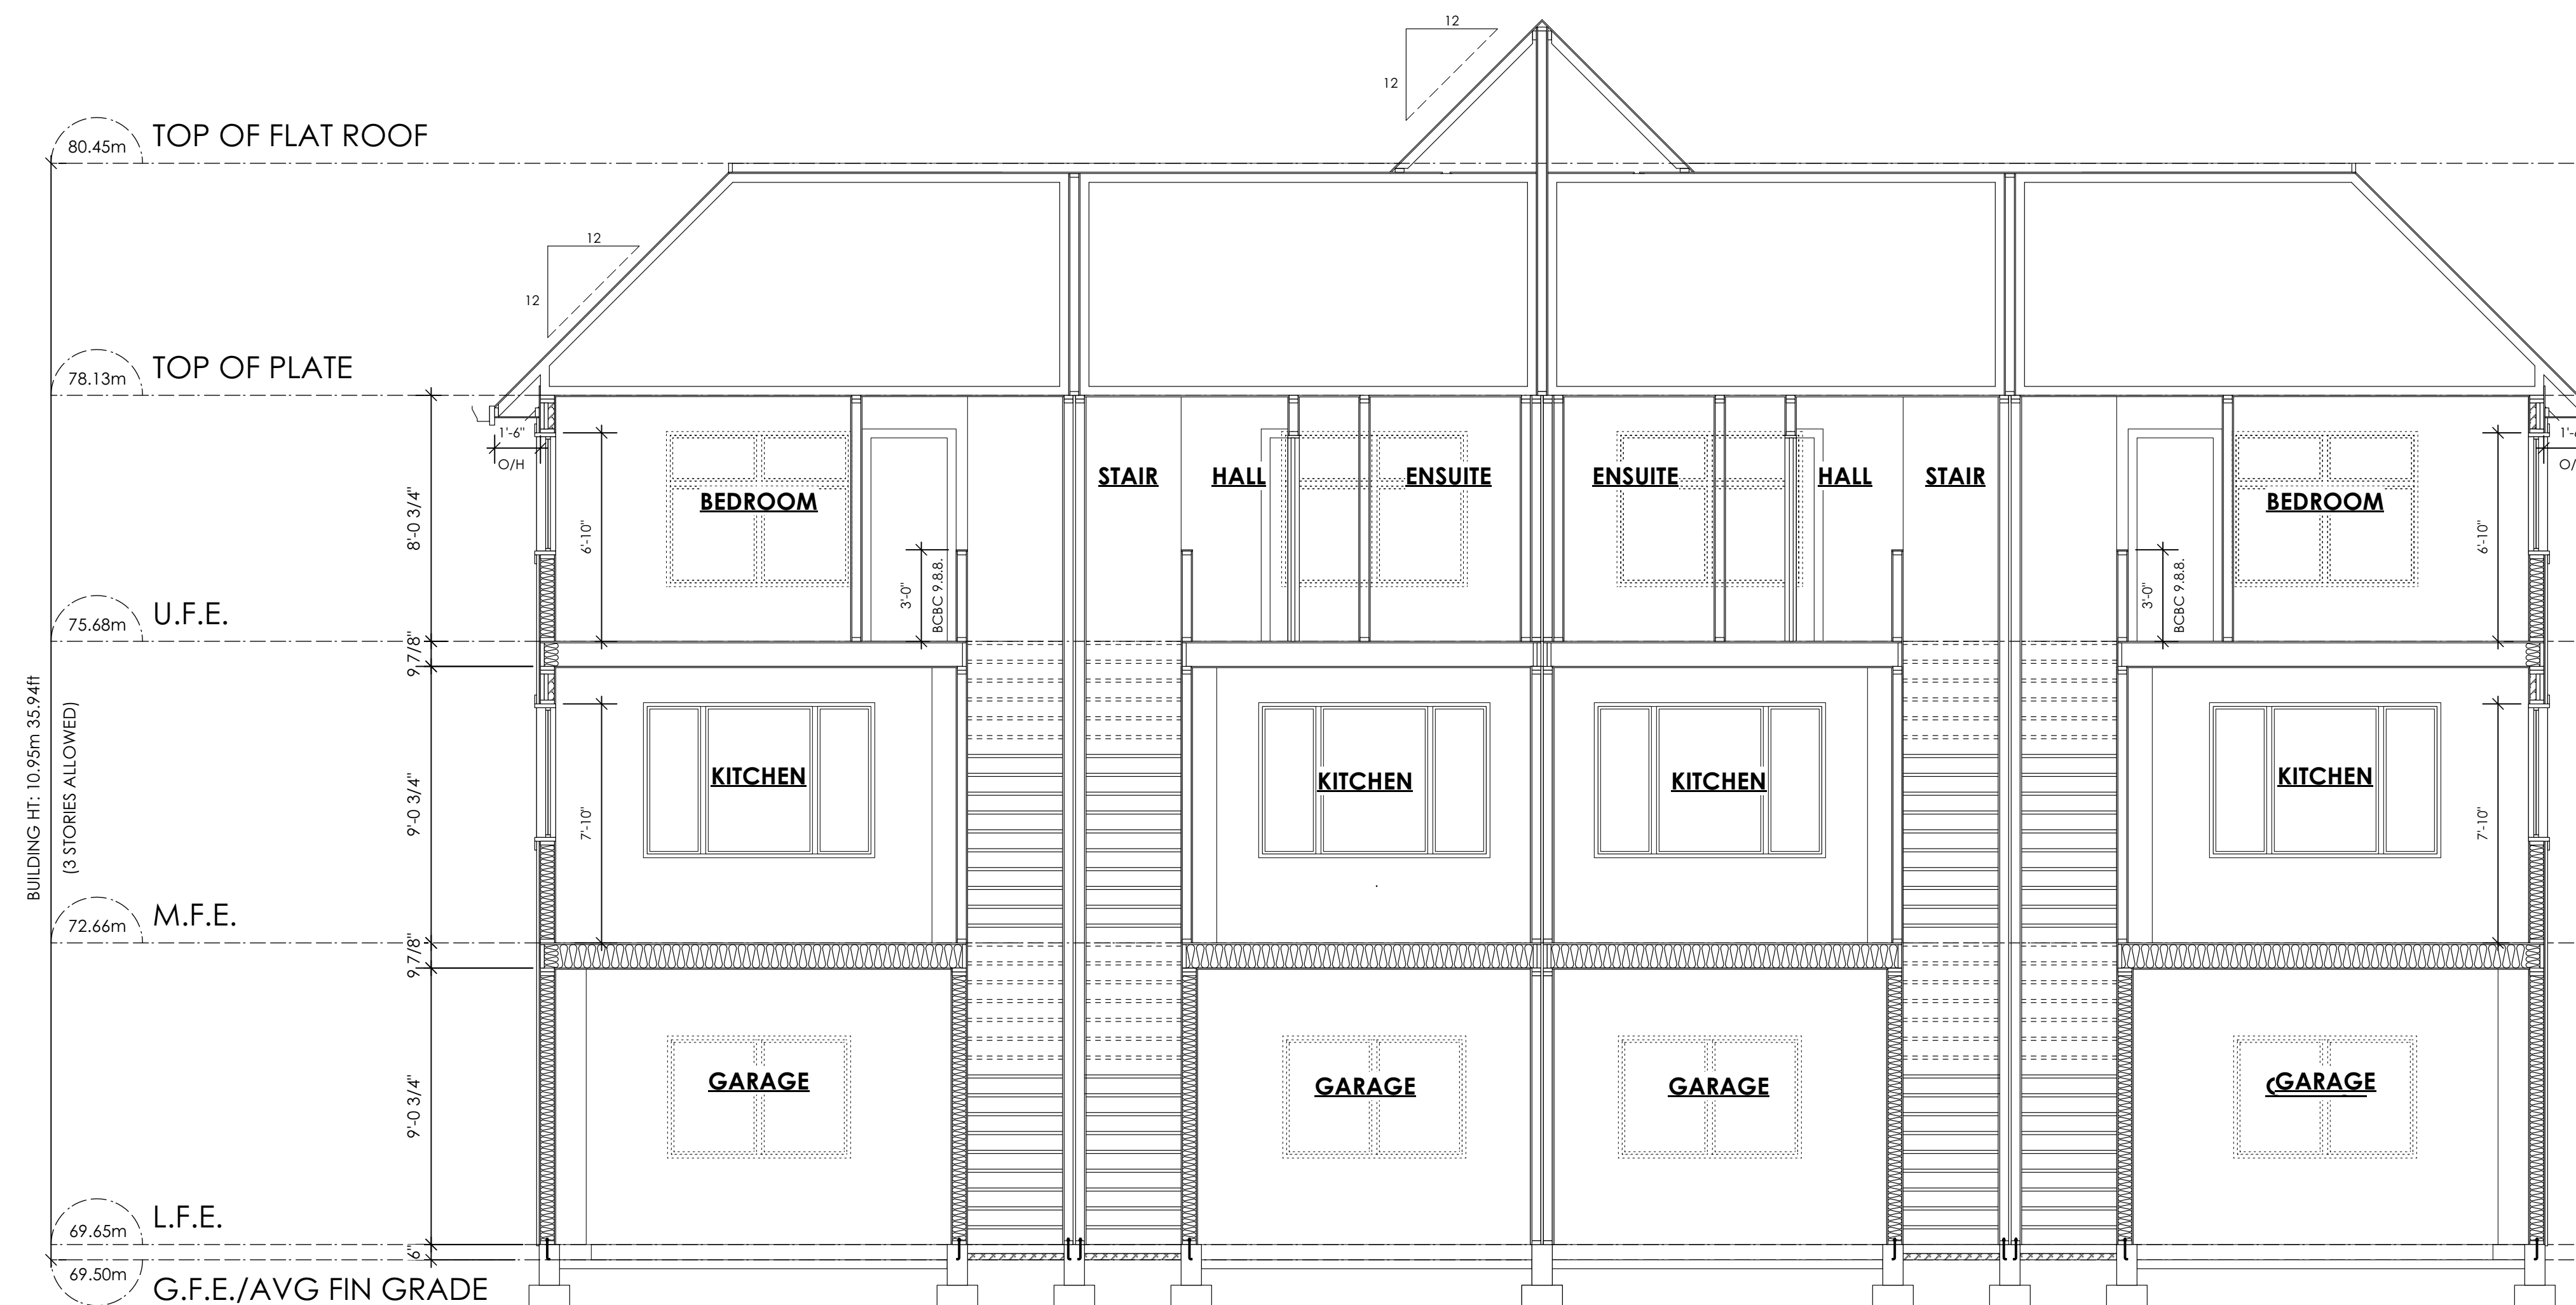 12
12
TOP OF FLAT ROOF
80.45m
12
12
TOP OF PLATE
78.13m
1'-6"
O/H
1'-6
O/
STAIR
HALL
ENSUITE
ENSUITE
HALL
STAIR
BEDROOM
BEDROOM
8'-0 3/4"
6'-10"
3'-0"
BCBC 9.8.8.
3'-0"
BCBC 9.8.8.
6'-10"
U.F.E.
75.68m
9 7/8"
BUILDING HT: 10.95m 35.94ft
(3 STORIES ALLOWED)
9'-0 3/4"
7'-10"
KITCHEN
KITCHEN
KITCHEN
KITCHEN
7'-10"
M.F.E.
72.66m
9 7/8"
9'-0 3/4"
GARAGE
GARAGE
GARAGE
GARAGE
L.F.E.
69.65m
6"
69.50m
G.F.E./AVG FIN GRADE